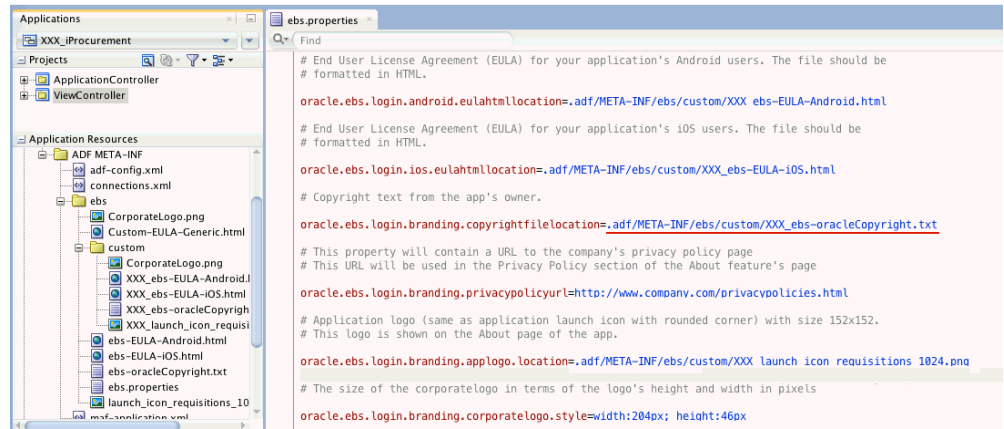 Applications
XXX_iProcurement
Projects
ApplicationController
ViewController
Application Resources
ADF META-INF
adf-config.xml
connections.xml
ebs
CorporateLogo.png
Custom-EULA-Generic.html
custom
CorporateLogo.png
XXX_ebs-EULA-Android.l
XXX_ebs-EULA-iOS.html
XXX_ebs-oracleCopyrigh
XXX_launch_icon_requisi
ebs-EULA-Android.html
ebs-EULA-iOS.html
ebs-oracleCopyright.txt
ebs.properties
launch_icon_requisitions_10
maf-application.xml
ebs.properties
Find
# End User License Agreement (EULA) for your application's Android users. The file should be
# formatted in HTML.
oracle.ebs.login.android.eulahtmllocation=.adf/META-INF/ebs/custom/XXX ebs-EULA-Android.html
# End User License Agreement (EULA) for your application's iOS users. The file should be
# formatted in HTML.
oracle.ebs.login.ios.eulahtmllocation=.adf/META-INF/ebs/custom/XXX_ebs-EULA-iOS.html
# Copyright text from the app's owner.
oracle.ebs.login.branding.copyrightfilelocation=.adf/META-INF/ebs/custom/XXX_ebs-oracleCopyright.txt
# This property will contain a URL to the company's privacy policy page
# This URL will be used in the Privacy Policy section of the About feature's page
oracle.ebs.login.branding.privacypolicyurl=http://www.company.com/privacypolicies.html
# Application logo (same as application launch icon with rounded corner) with size 152x152.
# This logo is shown on the About page of the app.
oracle.ebs.login.branding.applogo.location=.adf/META-INF/ebs/custom/XXX launch icon requisitions 1024.png
# The size of the corporatelogo in terms of the logo's height and width in pixels
oracle.ebs.login.branding.corporatelogo.style=width:204px; height:46px